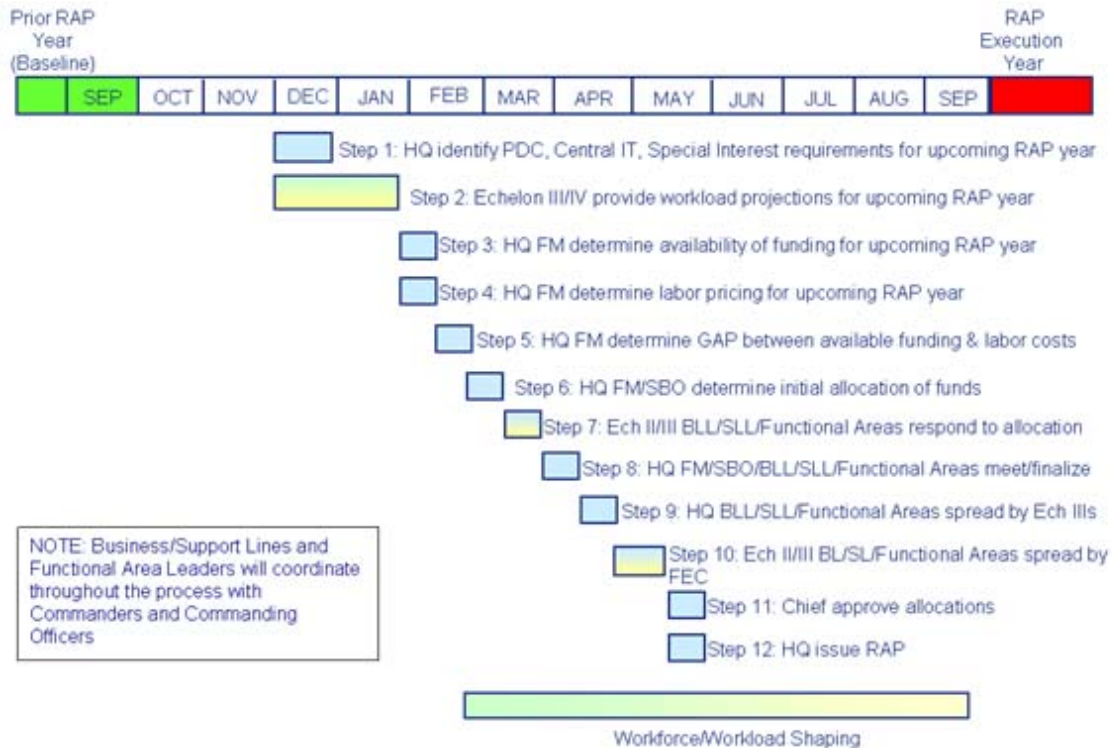 Prior RAP
Year
(Baseline)
RAP
Execution
Year
SEP OCT NOV DEC JAN FEB MAR APR MAY JUN JUL AUG SEP
Step 1: HQ identify PDC, Central IT, Special Interest requirements for upcoming RAP year
Step 2: Echelon III/IV provide workload projections for upcoming RAP year
Step 3: HQ FM determine availability of funding for upcoming RAP year
Step 4: HQ FM determine labor pricing for upcoming RAP year
Step 5: HQ FM determine GAP between available funding & labor costs
Step 6: HQ FM/SBO determine initial allocation of funds
Step 7: Ech II/III BLL/SLL/Functional Areas respond to allocation
Step 8: HQ FM/SBO/BLL/SLL/Functional Areas meet/finalize
Step 9: HQ BLL/SLL/Functional Areas spread by Ech IIIs
Step 10: Ech II/III BL/SL/Functional Areas spread by
FEC
Step 11: Chief approve allocations
Step 12: HQ issue RAP
NOTE: Business/Support Lines and
Functional Area Leaders will coordinate
throughout the process with
Commanders and Commanding
Officers
Workforce/Workload Shaping